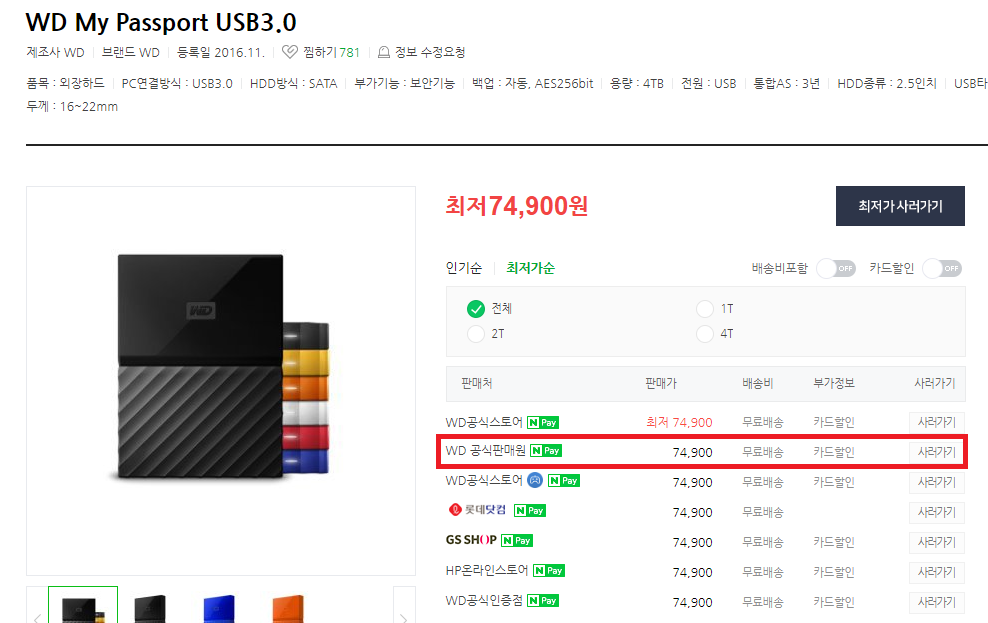 WD My Passport USB3.0
제조사 WD 브랜드 WD 등록일 2016.11. 찜하기 781 정보 수정요청
품목 : 외장하드 PC연결방식 : USB3.0 HDD방식 : SATA 부가기능 : 보안기능 백업 : 자동, AES256bit 용량 : 4TB 전원 : USB 통합AS : 3년 HDD종류 : 2.5인치 USB타
두께 : 16~22mm
최저74,900원 최저가 사러가기
인기순 최저가순 배송비포함 OFF 카드할인 OFF
전체 1T
2T 4T
판매처 판매가 배송비 부가정보 사러가기
WD공식스토어 N Pay 최저 74,900 무료배송 카드할인 사러가기
WD 공식판매원 N Pay 74,900 무료배송 카드할인 사러가기
WD공식스토어 N Pay 74,900 무료배송 카드할인 사러가기
롯데닷컴 N Pay 74,900 무료배송 사러가기
GS SHOP N Pay 74,900 무료배송 카드할인 사러가기
HP온라인스토어 N Pay 74,900 무료배송 카드할인 사러가기
WD공식인증점 N Pay 74,900 무료배송 카드할인 사러가기
WD